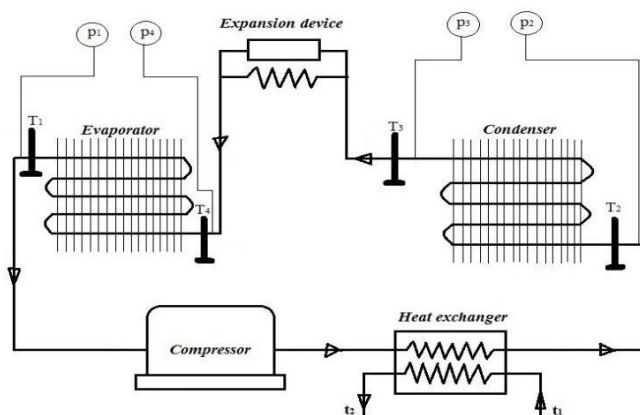 Expansion device
p₁
p₄
p₃
p₂
T₁
Evaporator
T₃
Condenser
T₄
T₂
Compressor
Heat exchanger
t₂
t₁